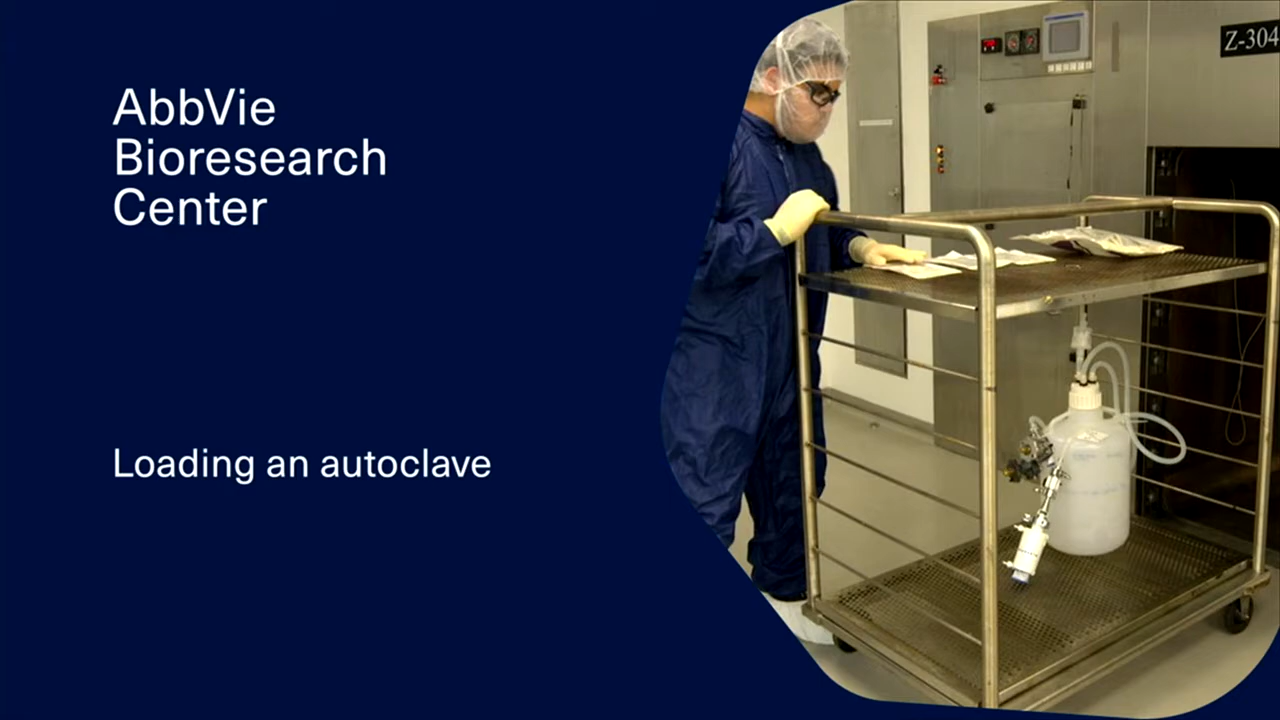 AbbVie
Bioresearch
Center
Loading an autoclave
Z-304